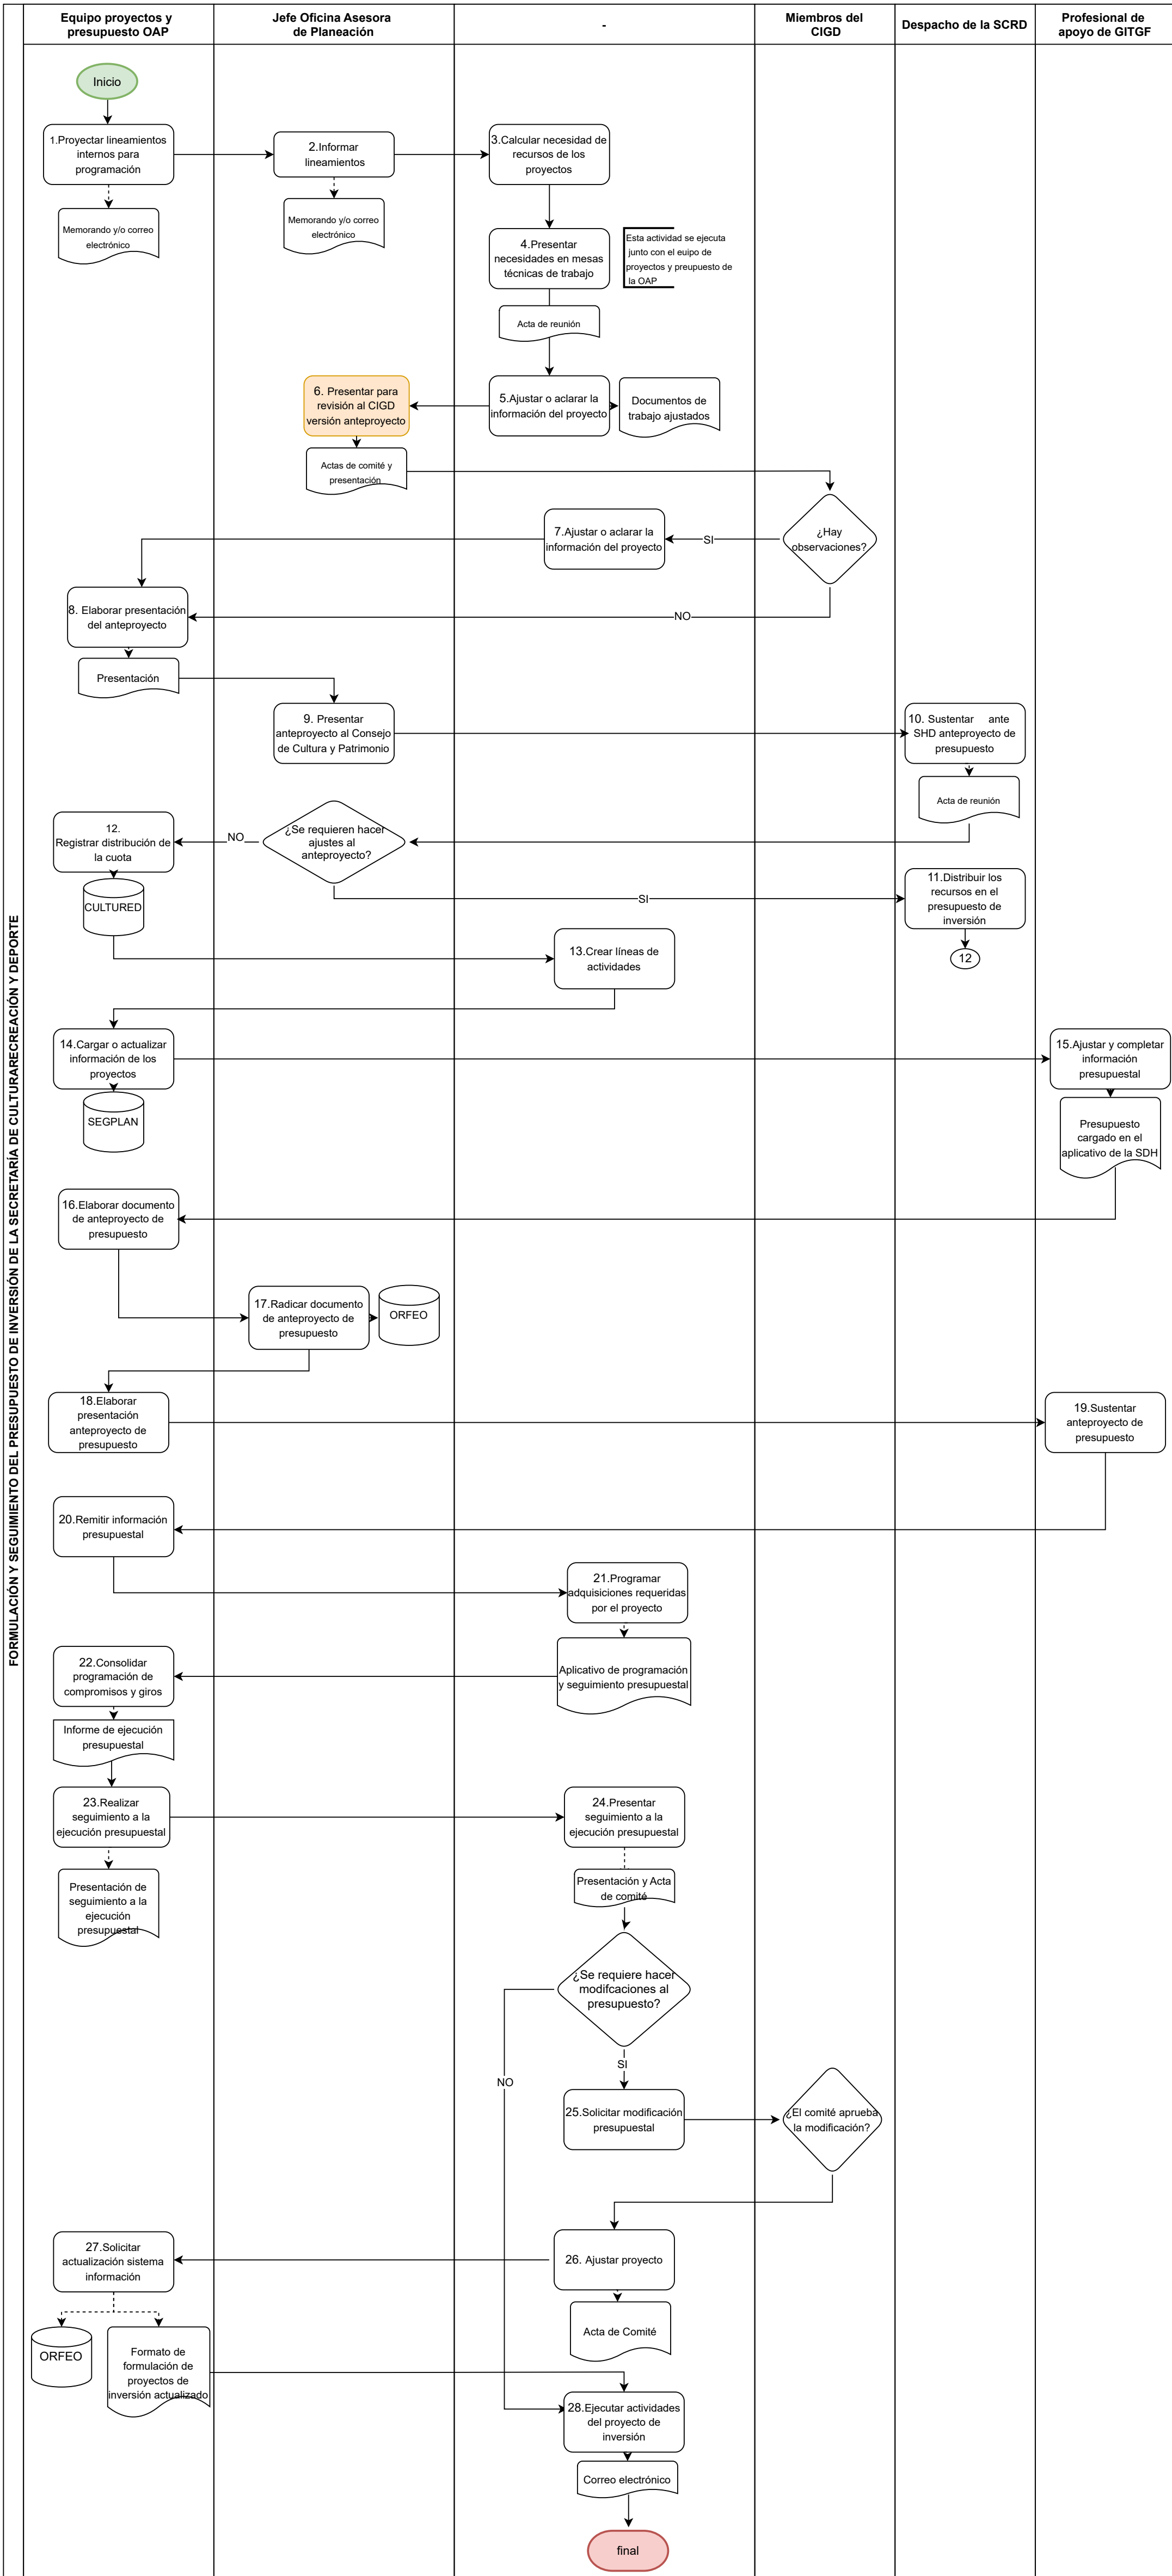 FORMULACIÓN Y SEGUIMIENTO DEL PRESUPUESTO DE INVERSIÓN DE LA SECRETARÍA DE CULTURARECREACIÓN Y DEPORTE
Equipo proyectos y
presupuesto OAP
Jefe Oficina Asesora
de Planeación
-
Miembros del
CIGD
Despacho de la SCRD
Profesional de
apoyo de GITGF
Inicio
1.Proyectar lineamientos
internos para
programación
Memorando y/o correo
electrónico
2.Informar
lineamientos
Memorando y/o correo
electrónico
3.Calcular necesidad de
recursos de los
proyectos
4.Presentar
necesidades en mesas
técnicas de trabajo
Esta actividad se ejecuta
junto con el euipo de
proyectos y prepuesto de
la OAP
Acta de reunión
5.Ajustar o aclarar la
información del proyecto
Documentos de
trabajo ajustados
6. Presentar para
revisión al CIGD
versión anteproyecto
Actas de comité y
presentación
¿Hay
observaciones?
SI
7.Ajustar o aclarar la
información del proyecto
NO
8. Elaborar presentación
del anteproyecto
Presentación
9. Presentar
anteproyecto al Consejo
de Cultura y Patrimonio
10. Sustentar ante
SHD anteproyecto de
presupuesto
Acta de reunión
¿Se requieren hacer
ajustes al
anteproyecto?
NO
SI
12.
Registrar distribución de
la cuota
CULTURED
11.Distribuir los
recursos en el
presupuesto de
inversión
12
13.Crear líneas de
actividades
14.Cargar o actualizar
información de los
proyectos
SEGPLAN
15.Ajustar y completar
información
presupuestal
Presupuesto
cargado en el
aplicativo de la SDH
16.Elaborar documento
de anteproyecto de
presupuesto
17.Radicar documento
de anteproyecto de
presupuesto
ORFEO
18.Elaborar
presentación
anteproyecto de
presupuesto
19.Sustentar
anteproyecto de
presupuesto
20.Remitir información
presupuestal
21.Programar
adquisiciones requeridas
por el proyecto
Aplicativo de programación
y seguimiento presupuestal
22.Consolidar
programación de
compromisos y giros
Informe de ejecución
presupuestal
23.Realizar
seguimiento a la
ejecución presupuestal
Presentación de
seguimiento a la
ejecución
presupuestal
24.Presentar
seguimiento a la
ejecución presupuestal
Presentación y Acta
de comité
¿Se requiere hacer
modifcaciones al
presupuesto?
SI
NO
25.Solicitar modificación
presupuestal
¿El comité aprueba
la modificación?
26. Ajustar proyecto
Acta de Comité
27.Solicitar
actualización sistema
información
ORFEO
Formato de
formulación de
proyectos de
inversión actualizado
28.Ejecutar actividades
del proyecto de
inversión
Correo electrónico
final